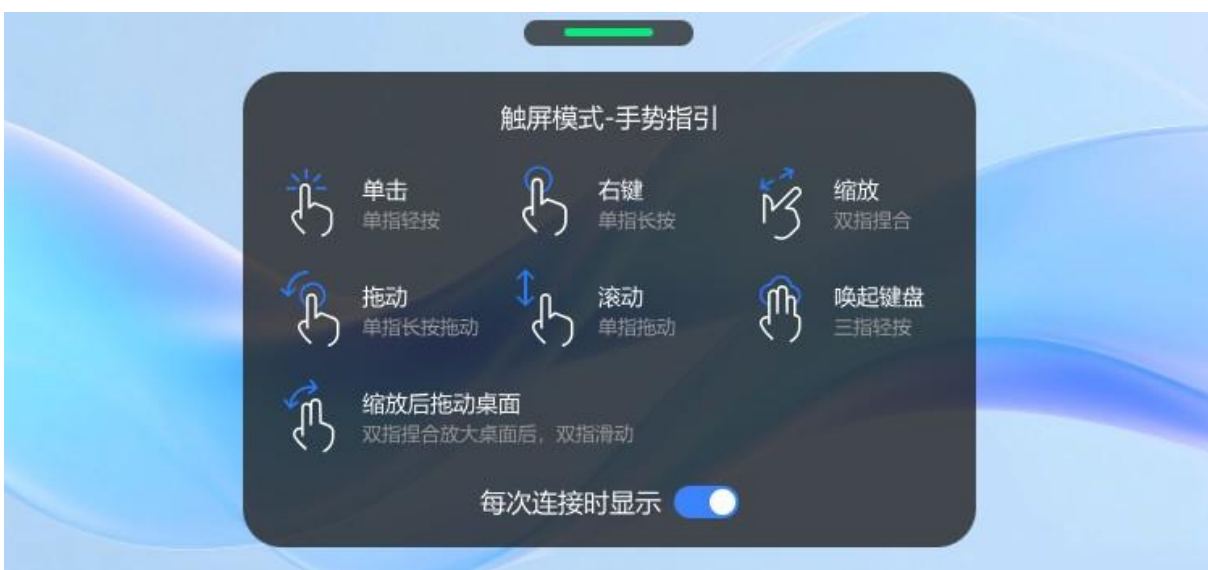 触屏模式-手势指引
单击
单指轻按
右键
单指长按
缩放
双指捏合
拖动
单指长按拖动
滚动
单指拖动
唤起键盘
三指轻按
缩放后拖动桌面
双指捏合放大桌面后，双指滑动
每次连接时显示